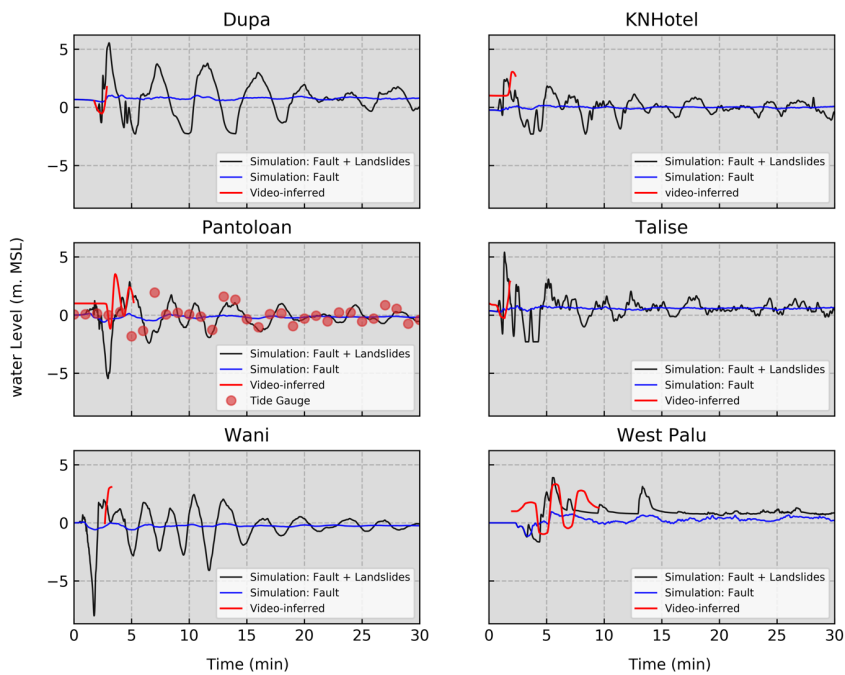 Dupa
KNHotel
5
0
−5
Simulation: Fault + Landslides
Simulation: Fault
Video-inferred
Simulation: Fault + Landslides
Simulation: Fault
video-inferred
Pantoloan
Talise
water Level (m. MSL)
5
0
−5
Simulation: Fault + Landslides
Simulation: Fault
Video-inferred
Tide Gauge
Simulation: Fault + Landslides
Simulation: Fault
Video-inferred
Wani
West Palu
5
0
−5
Simulation: Fault + Landslides
Simulation: Fault
Video-inferred
Simulation: Fault + Landslides
Simulation: Fault
Video-inferred
0 5 10 15 20 25 30
0 5 10 15 20 25 30
Time (min)
Time (min)